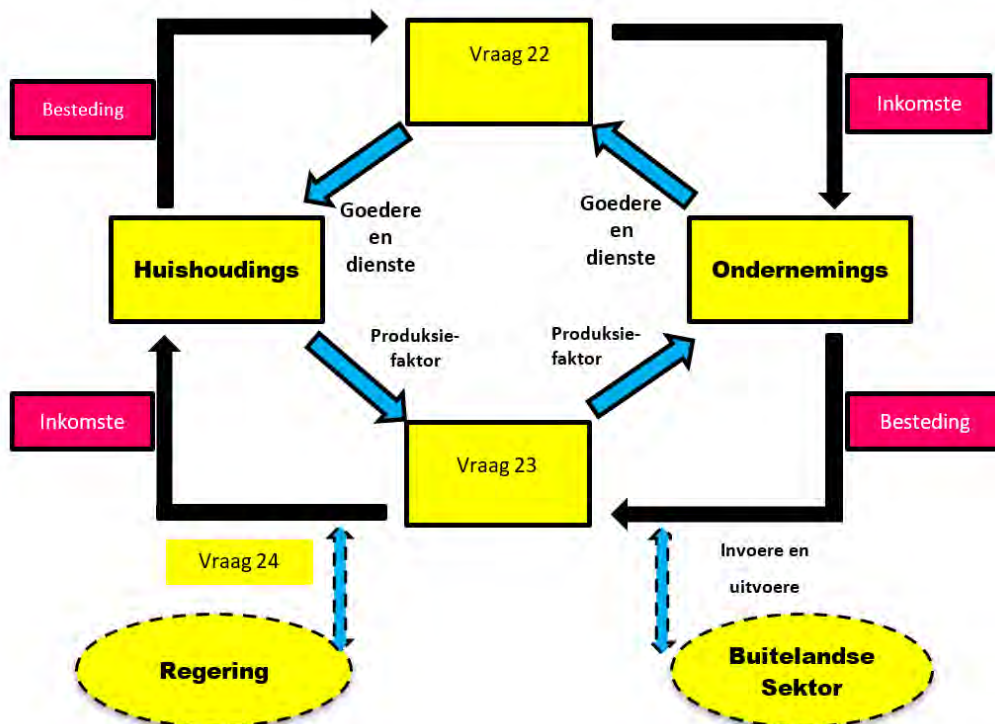 Vraag 22
Besteding
Inkomste
Goedere
en
dienste
Goedere
en
dienste
Huishoudings
Ondernemings
Produksie-
faktor
Produksie-
faktor
Inkomste
Besteding
Vraag 23
Vraag 24
Invoere en
uitvoere
Regering
Buitelandse
Sektor